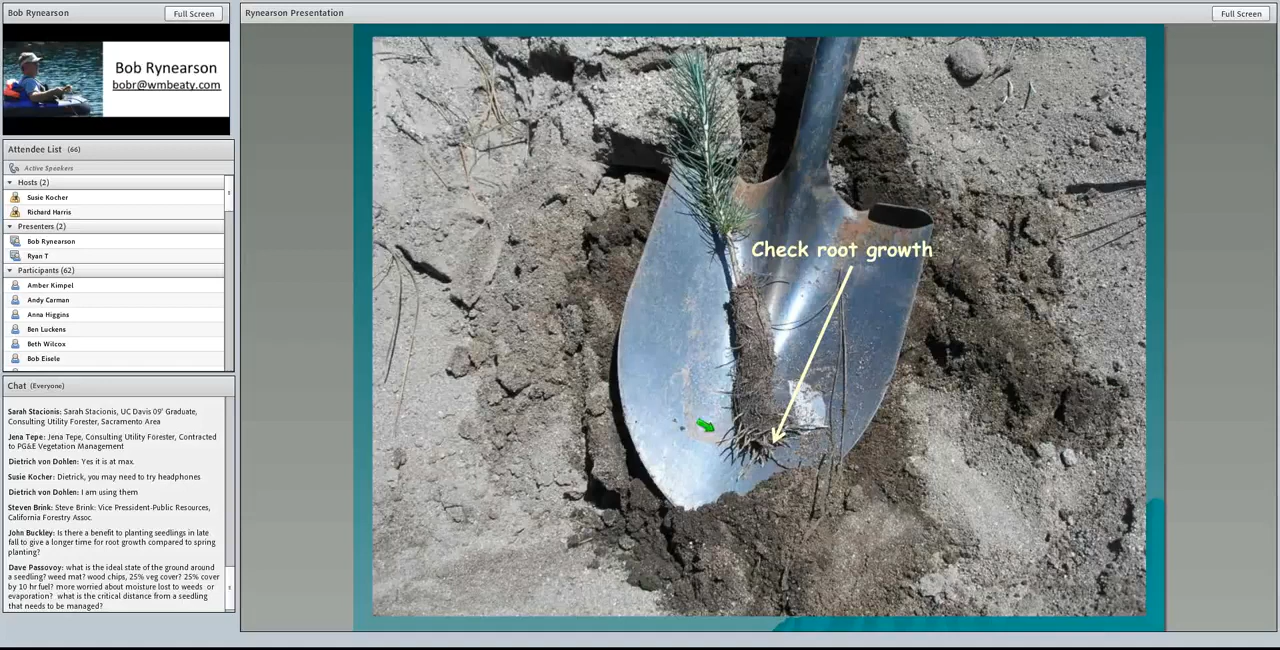 Bob Rynearson
Full Screen
Rynearson Presentation
Full Screen
Bob Rynearson
bobr@wmbeaty.com
Attendee List (66)
Active Speakers
Hosts (2)
Susie Kocher
Richard Harris
Presenters (2)
Bob Rynearson
Ryan T
Participants (62)
Amber Kimpel
Andy Carman
Anna Higgins
Ben Luckens
Beth Wilcox
Bob Eisele
Chat (Everyone)
Sarah Stacionis: Sarah Stacionis, UC Davis 09' Graduate,
Consulting Utility Forester, Sacramento Area
Jena Tepe: Jena Tepe, Consulting Utility Forester, Contracted
to PG&E Vegetation Management
Dietrich von Dohlen: Yes it is at max.
Susie Kocher: Dietrick, you may need to try headphones
Dietrich von Dohlen: I am using them
Steven Brink: Steve Brink: Vice President-Public Resources,
California Forestry Assoc.
John Buckley: Is there a benefit to planting seedlings in late
fall to give a longer time for root growth compared to spring
planting?
Dave Passovoy: what is the ideal state of the ground around
a seedling? weed mat? wood chips, 25% veg cover? 25% cover
by 10 hr fuel? more worried about moisture lost to weeds or
evaporation? what is the critical distance from a seedling
that needs to be managed?
Check root growth